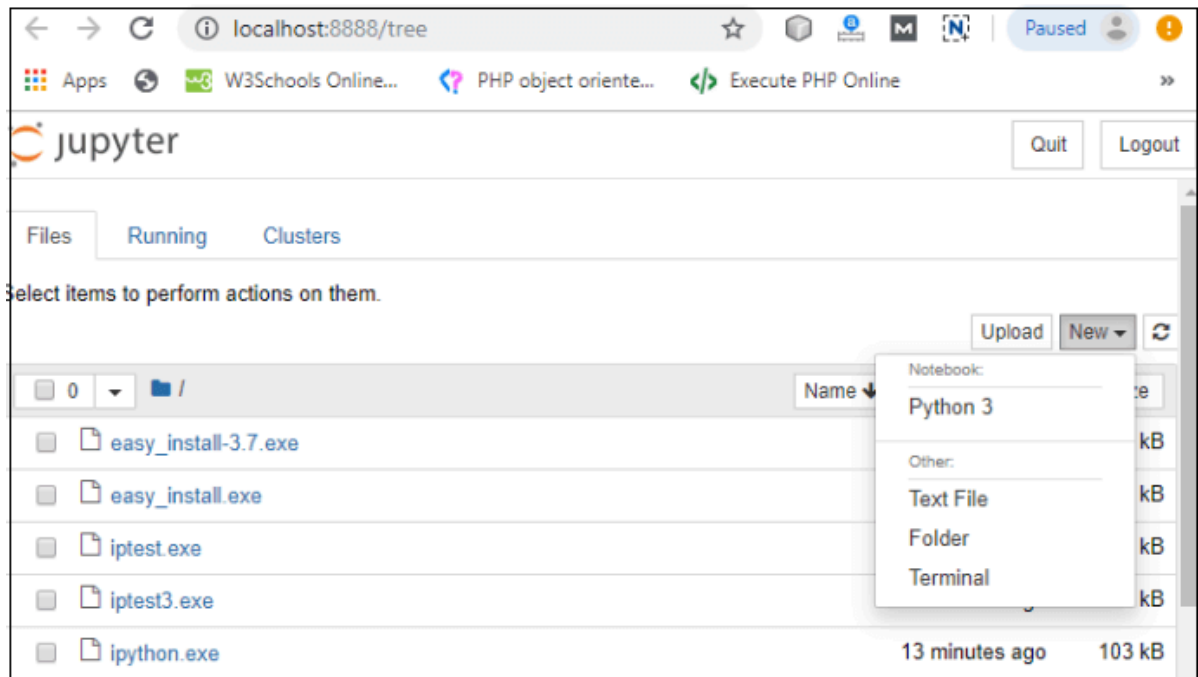 localhost:8888/tree Paused
Apps W3Schools Online... PHP object oriente... Execute PHP Online »
jupyter Quit Logout
Files Running Clusters
Select items to perform actions on them.
Upload New
0 / Name
Notebook:
Python 3
Other:
Text File
Folder
Terminal
easy_install-3.7.exe kB
easy_install.exe kB
iptest.exe kB
iptest3.exe kB
ipython.exe 13 minutes ago 103 kB